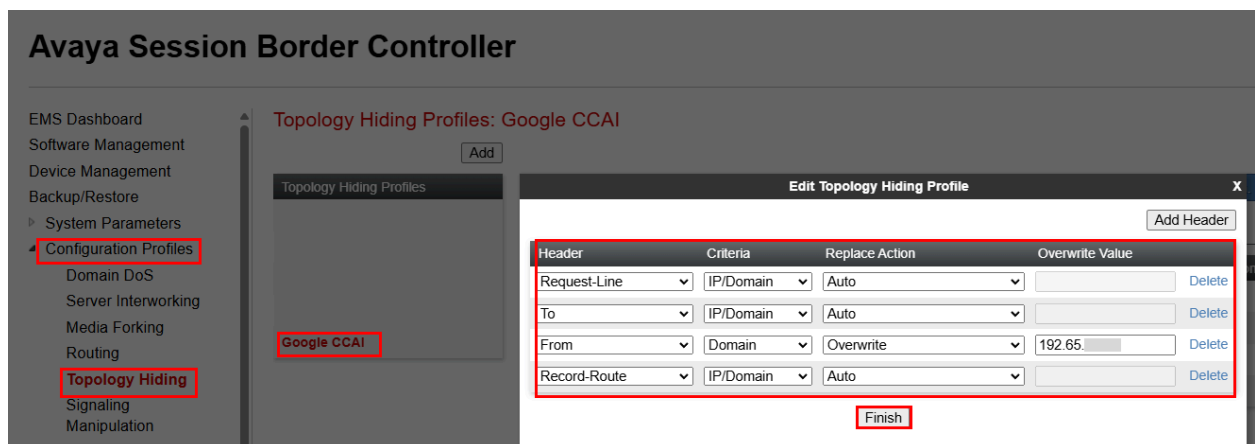 Avaya Session Border Controller
EMS Dashboard
Software Management
Device Management
Backup/Restore
System Parameters
Configuration Profiles
Domain DoS
Server Interworking
Media Forking
Routing
Topology Hiding
Signaling
Manipulation
Topology Hiding Profiles: Google CCAI
Add
Topology Hiding Profiles
Google CCAI
Edit Topology Hiding Profile X
Add Header
Header Criteria Replace Action Overwrite Value
Request-Line IP/Domain Auto Delete
To IP/Domain Auto Delete
From Domain Overwrite 192.65. Delete
Record-Route IP/Domain Auto Delete
Finish